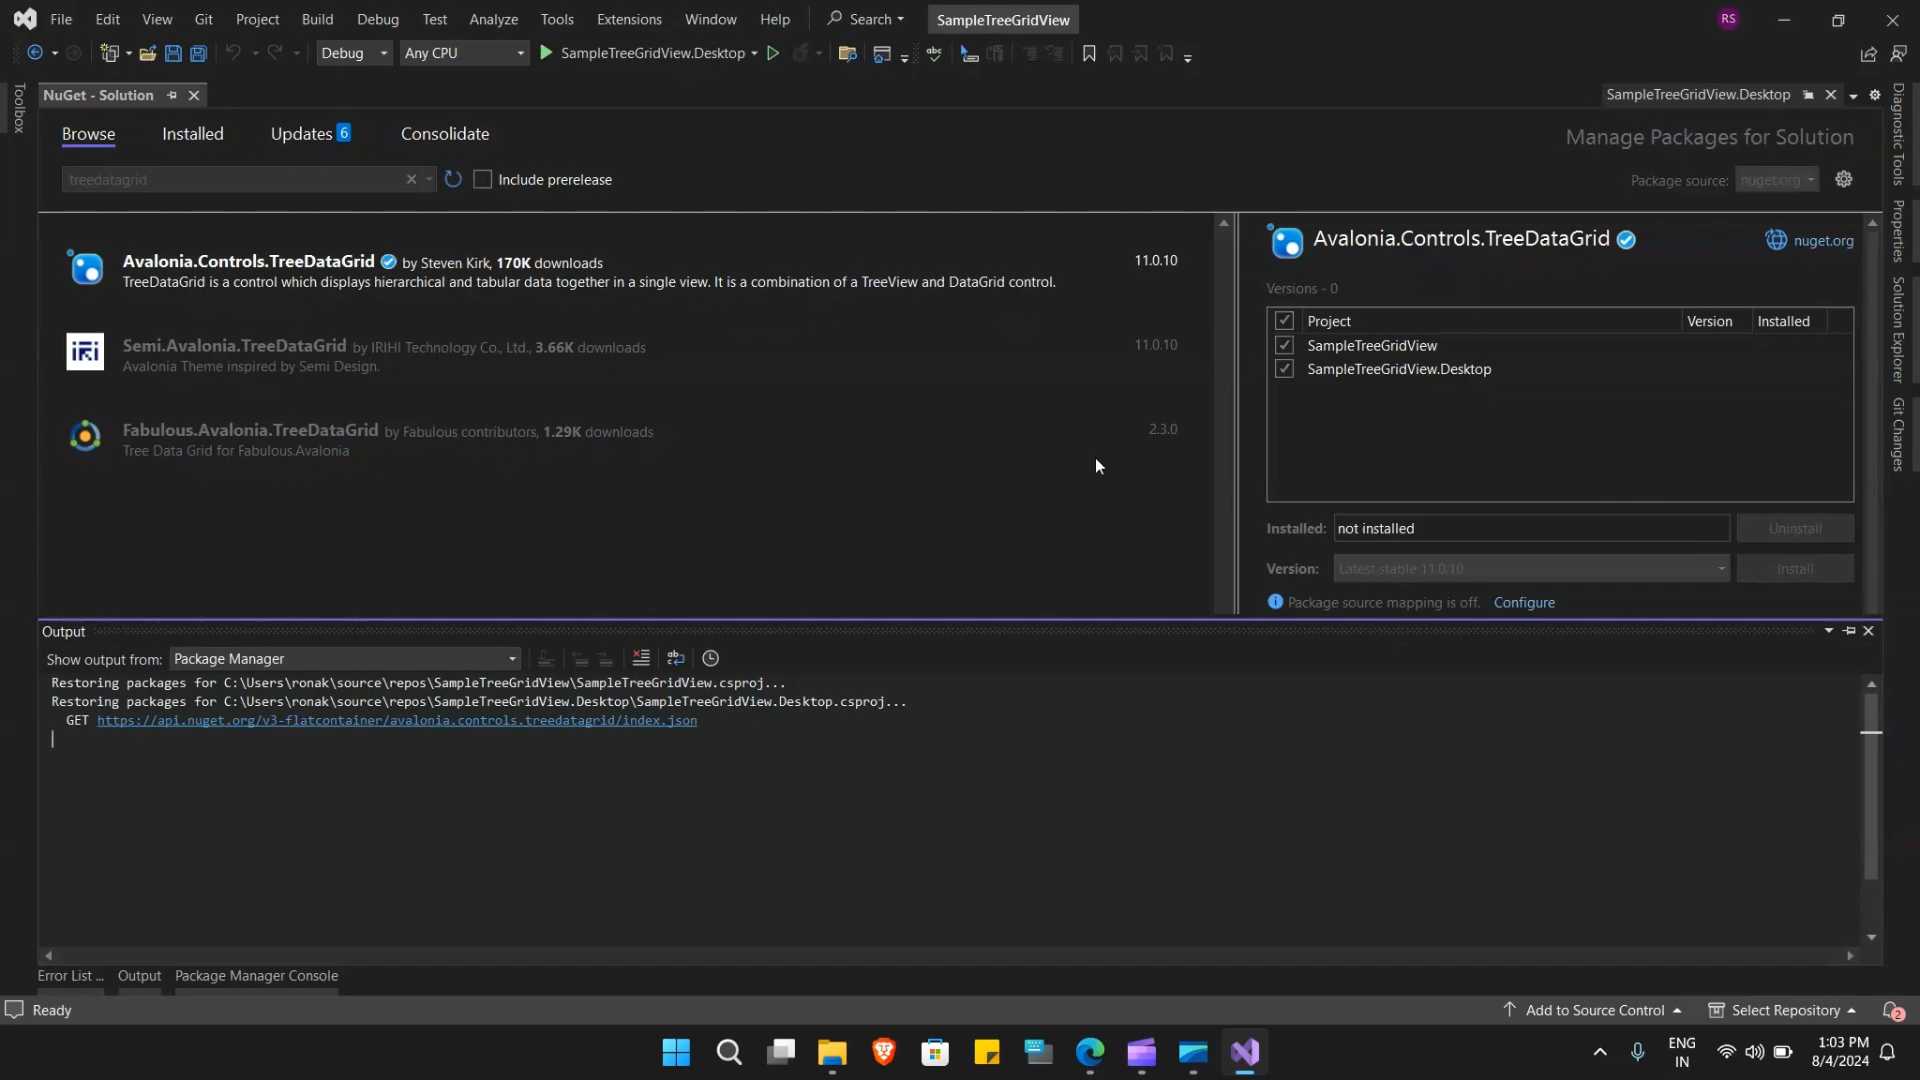 File Edit View Git Project Build Debug Test Analyze Tools Extensions Window Help Search SampleTreeGridView RS
Debug Any CPU SampleTreeGridView.Desktop
NuGet - Solution SampleTreeGridView.Desktop
Toolbox
Browse Installed Updates 6 Consolidate Manage Packages for Solution
treedatagrid Include prerelease Package source: nuget.org
Avalonia.Controls.TreeDataGrid by Steven Kirk, 170K downloads 11.0.10
TreeDataGrid is a control which displays hierarchical and tabular data together in a single view. It is a combination of a TreeView and DataGrid control.
iRi Semi.Avalonia.TreeDataGrid by IRIHI Technology Co., Ltd., 3.66K downloads 11.0.10
Avalonia Theme inspired by Semi Design.
Fabulous.Avalonia.TreeDataGrid by Fabulous contributors, 1.29K downloads 2.3.0
Tree Data Grid for Fabulous.Avalonia
Avalonia.Controls.TreeDataGrid nuget.org
Versions - 0
Project Version Installed
SampleTreeGridView
SampleTreeGridView.Desktop
Installed: not installed Uninstall
Version: Latest stable 11.0.10 Install
Package source mapping is off. Configure
Diagnostic Tools
Properties
Solution Explorer
Git Changes
Output
Show output from: Package Manager
Restoring packages for C:\Users\ronak\source\repos\SampleTreeGridView\SampleTreeGridView.csproj...
Restoring packages for C:\Users\ronak\source\repos\SampleTreeGridView.Desktop\SampleTreeGridView.Desktop.csproj...
GET https://api.nuget.org/v3-flatcontainer/avalonia.controls.treedatagrid/index.json
Error List ... Output Package Manager Console
Ready Add to Source Control Select Repository 2
ENG
IN
1:03 PM
8/4/2024